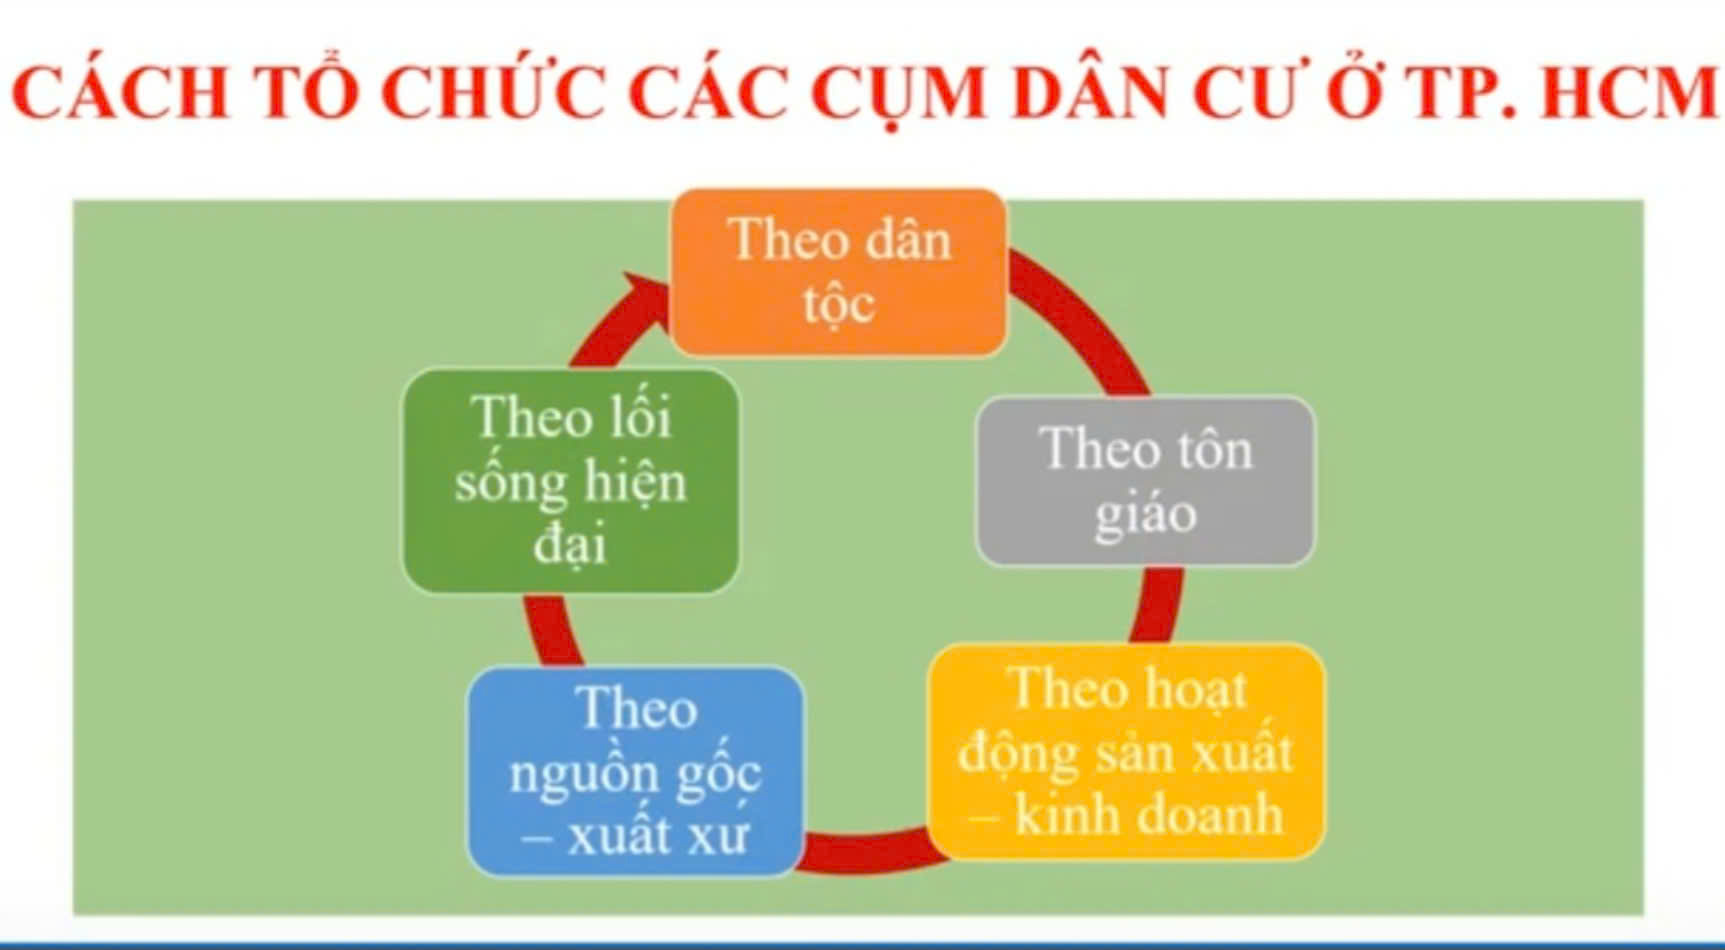 CÁCH TỔ CHỨC CÁC CỤM DÂN CƯ Ở TP. HCM
Theo dân
tộc
Theo tôn
giáo
Theo hoạt
động sản xuất
– kinh doanh
Theo
nguồn gốc
– xuất xứ
Theo lối
sống hiện
đại